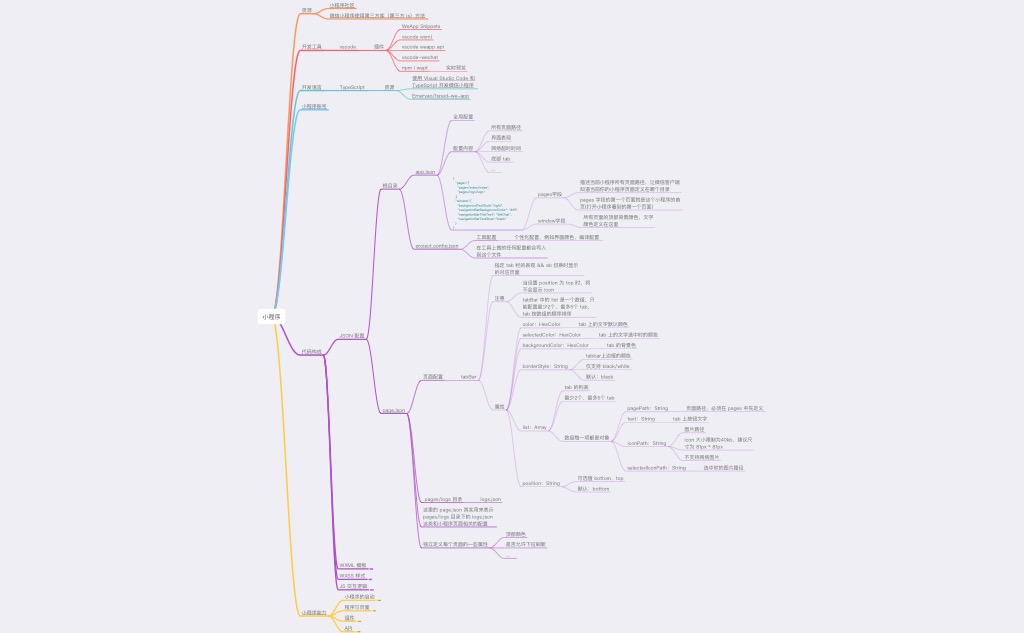 小程序
资源
小程序社区
微信小程序使用第三方库（第三方 js）方法
开发工具
vscode
插件
WeApp Snippets
vscode wxml
vscode weapp api
vscode-wechat
npm i wept
实时预览
开发语言
TypeScript
资源
使用 Visual Studio Code 和
TypeScript 开发微信小程序
小程序账号
代码构成
JSON 配置
根目录
app.json
全局配置
配置内容
所有页面路径
界面表现
网络超时时间
底部 tab
...
pages字段
描述当前小程序所有页面路径，让微信客户端
知道当前你的小程序页面定义在哪个目录
pages 字段的第一个页面就是这个小程序的首
页(打开小程序看到的第一个页面)
window字段
所有页面的顶部背景颜色，文字
颜色定义在这里
project.config.json
工具配置
个性化配置，例如界面颜色、编译配置
在工具上做的任何配置都会写入
到这个文件
page.json
页面配置
tabBar
指定 tab 栏的表现 && ab 切换时显示
的对应页面
注意
当设置 position 为 top 时，将
不会显示 icon
tabBar 中的 list 是一个数组，只
能配置最少2个、最多5个 tab，
tab 按数组的顺序排序
属性
color：HexColor
tab 上的文字默认颜色
selectedColor：HexColor
tab 上的文字选中时的颜色
backgroundColor：HexColor
tab 的背景色
borderStyle：String
tabbar上边框的颜色
仅支持 black/white
默认：black
list：Array
tab 的列表
最少2个、最多5个 tab
数组每一项都是对象
pagePath：String
页面路径，必须在 pages 中先定义
text：String
tab 上按钮文字
iconPath：String
图片路径
icon 大小限制为40kb，建议尺
寸为 81px * 81px
不支持网络图片
selectedIconPath：String
选中时的图片路径
position：String
可选值 bottom、top
默认：bottom
pages/logs 目录
logs.json
这里的 page.json 其实用来表示
pages/logs 目录下的 logs.json
这类和小程序页面相关的配置
独立定义每个页面的一些属性
顶部颜色
是否允许下拉刷新
...
WXML 模板
WXSS 样式
JS 交互逻辑
小程序能力
小程序的启动
程序与页面
组件
API